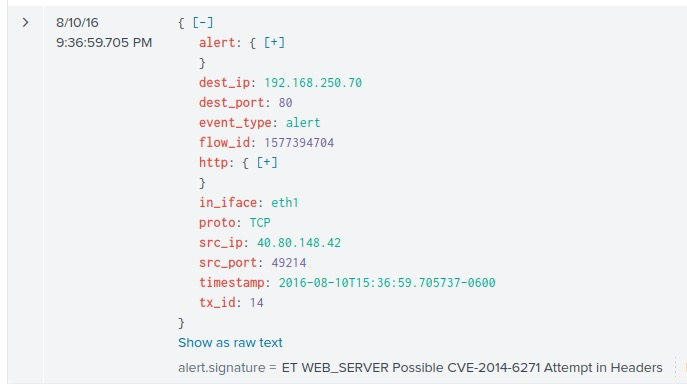 > 8/10/16 { [-]
9:36:59.705 PM alert: { [+]
}
dest_ip: 192.168.250.70
dest_port: 80
event_type: alert
flow_id: 1577394704
http: { [+]
}
in_iface: eth1
proto: TCP
src_ip: 40.80.148.42
src_port: 49214
timestamp: 2016-08-10T15:36:59.705737-0600
tx_id: 14
}
Show as raw text
alert.signature = ET WEB_SERVER Possible CVE-2014-6271 Attempt in Headers